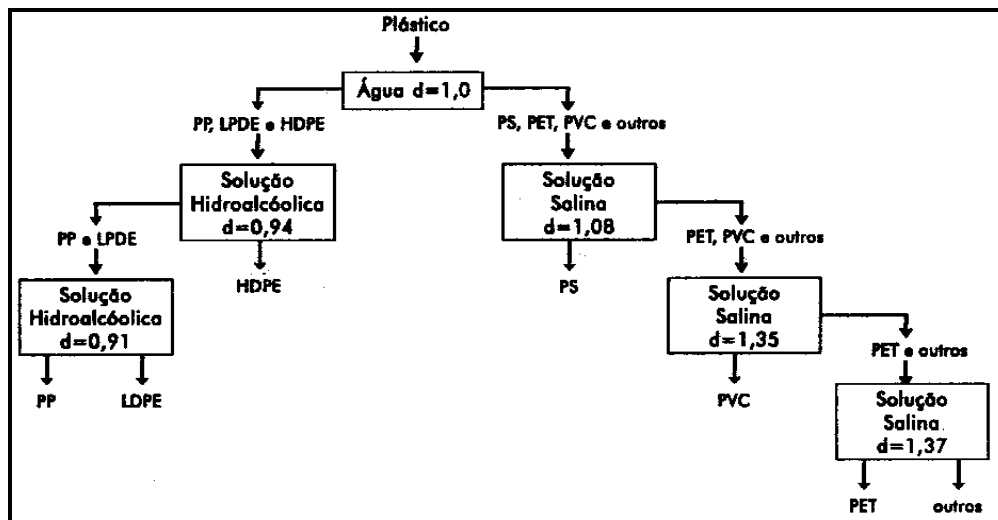 Plástico
Água d=1,0
PP, LPDE e HDPE
PS, PET, PVC e outros
Solução
Hidroalcóolica
d=0,94
Solução
Salina
d=1,08
PP e LPDE
HDPE
PS
PET, PVC e outros
Solução
Hidroalcóolica
d=0,91
Solução
Salina
d=1,35
PP
LDPE
PVC
PET e outros
Solução
Salina
d=1,37
PET
outros